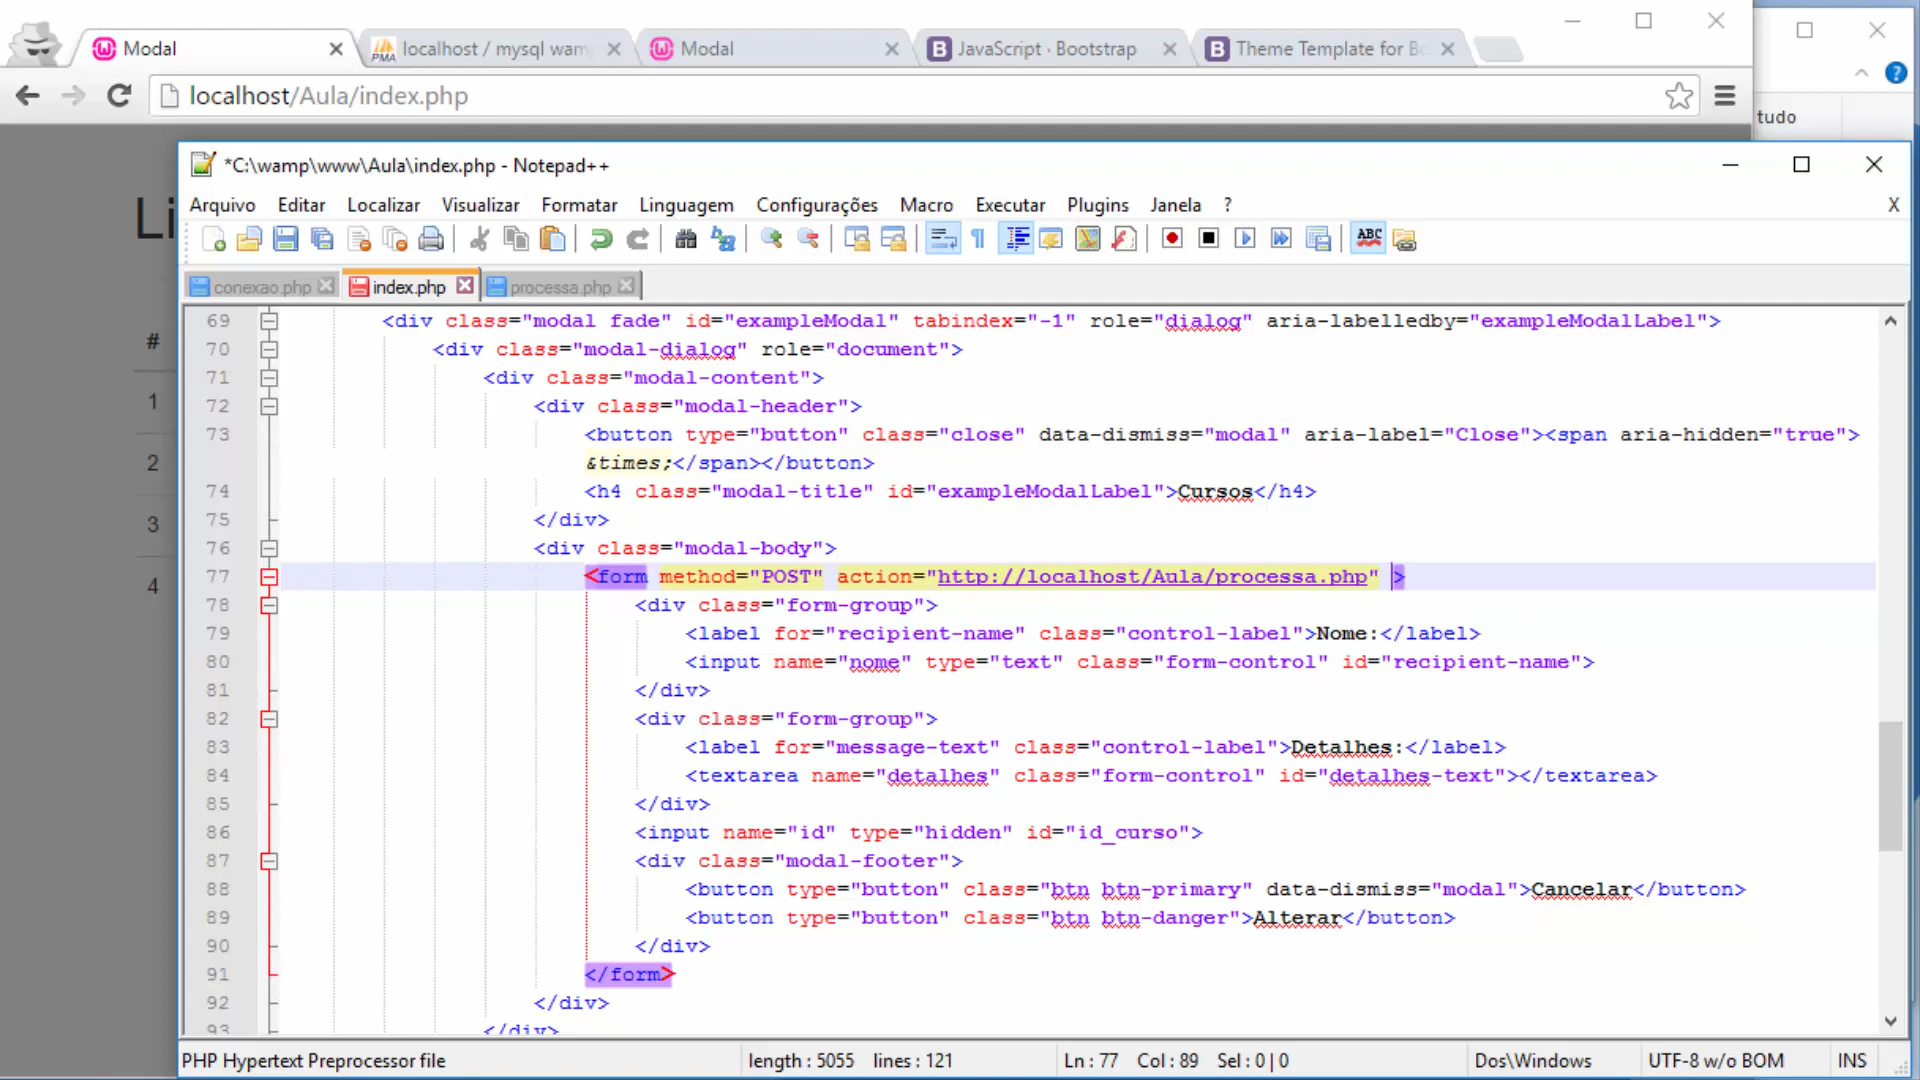 Modal
localhost / mysql wam
Modal
JavaScript · Bootstrap
Theme Template for Bo
localhost/Aula/index.php
tudo
Li
#
1
2
3
4
*C:\wamp\www\Aula\index.php - Notepad++
Arquivo Editar Localizar Visualizar Formatar Linguagem Configurações Macro Executar Plugins Janela ? X
conexao.php index.php processa.php
69 <div class="modal fade" id="exampleModal" tabindex="-1" role="dialog" aria-labelledby="exampleModalLabel">
70 <div class="modal-dialog" role="document">
71 <div class="modal-content">
72 <div class="modal-header">
73 <button type="button" class="close" data-dismiss="modal" aria-label="Close"><span aria-hidden="true">
&times;</span></button>
74 <h4 class="modal-title" id="exampleModalLabel">Cursos</h4>
75 </div>
76 <div class="modal-body">
77 <form method="POST" action="http://localhost/Aula/processa.php" >
78 <div class="form-group">
79 <label for="recipient-name" class="control-label">Nome:</label>
80 <input name="nome" type="text" class="form-control" id="recipient-name">
81 </div>
82 <div class="form-group">
83 <label for="message-text" class="control-label">Detalhes:</label>
84 <textarea name="detalhes" class="form-control" id="detalhes-text"></textarea>
85 </div>
86 <input name="id" type="hidden" id="id_curso">
87 <div class="modal-footer">
88 <button type="button" class="btn btn-primary" data-dismiss="modal">Cancelar</button>
89 <button type="button" class="btn btn-danger">Alterar</button>
90 </div>
91 </form>
92 </div>
93 </div>
PHP Hypertext Preprocessor file length : 5055 lines : 121 Ln : 77 Col : 89 Sel : 0 | 0 Dos\Windows UTF-8 w/o BOM INS